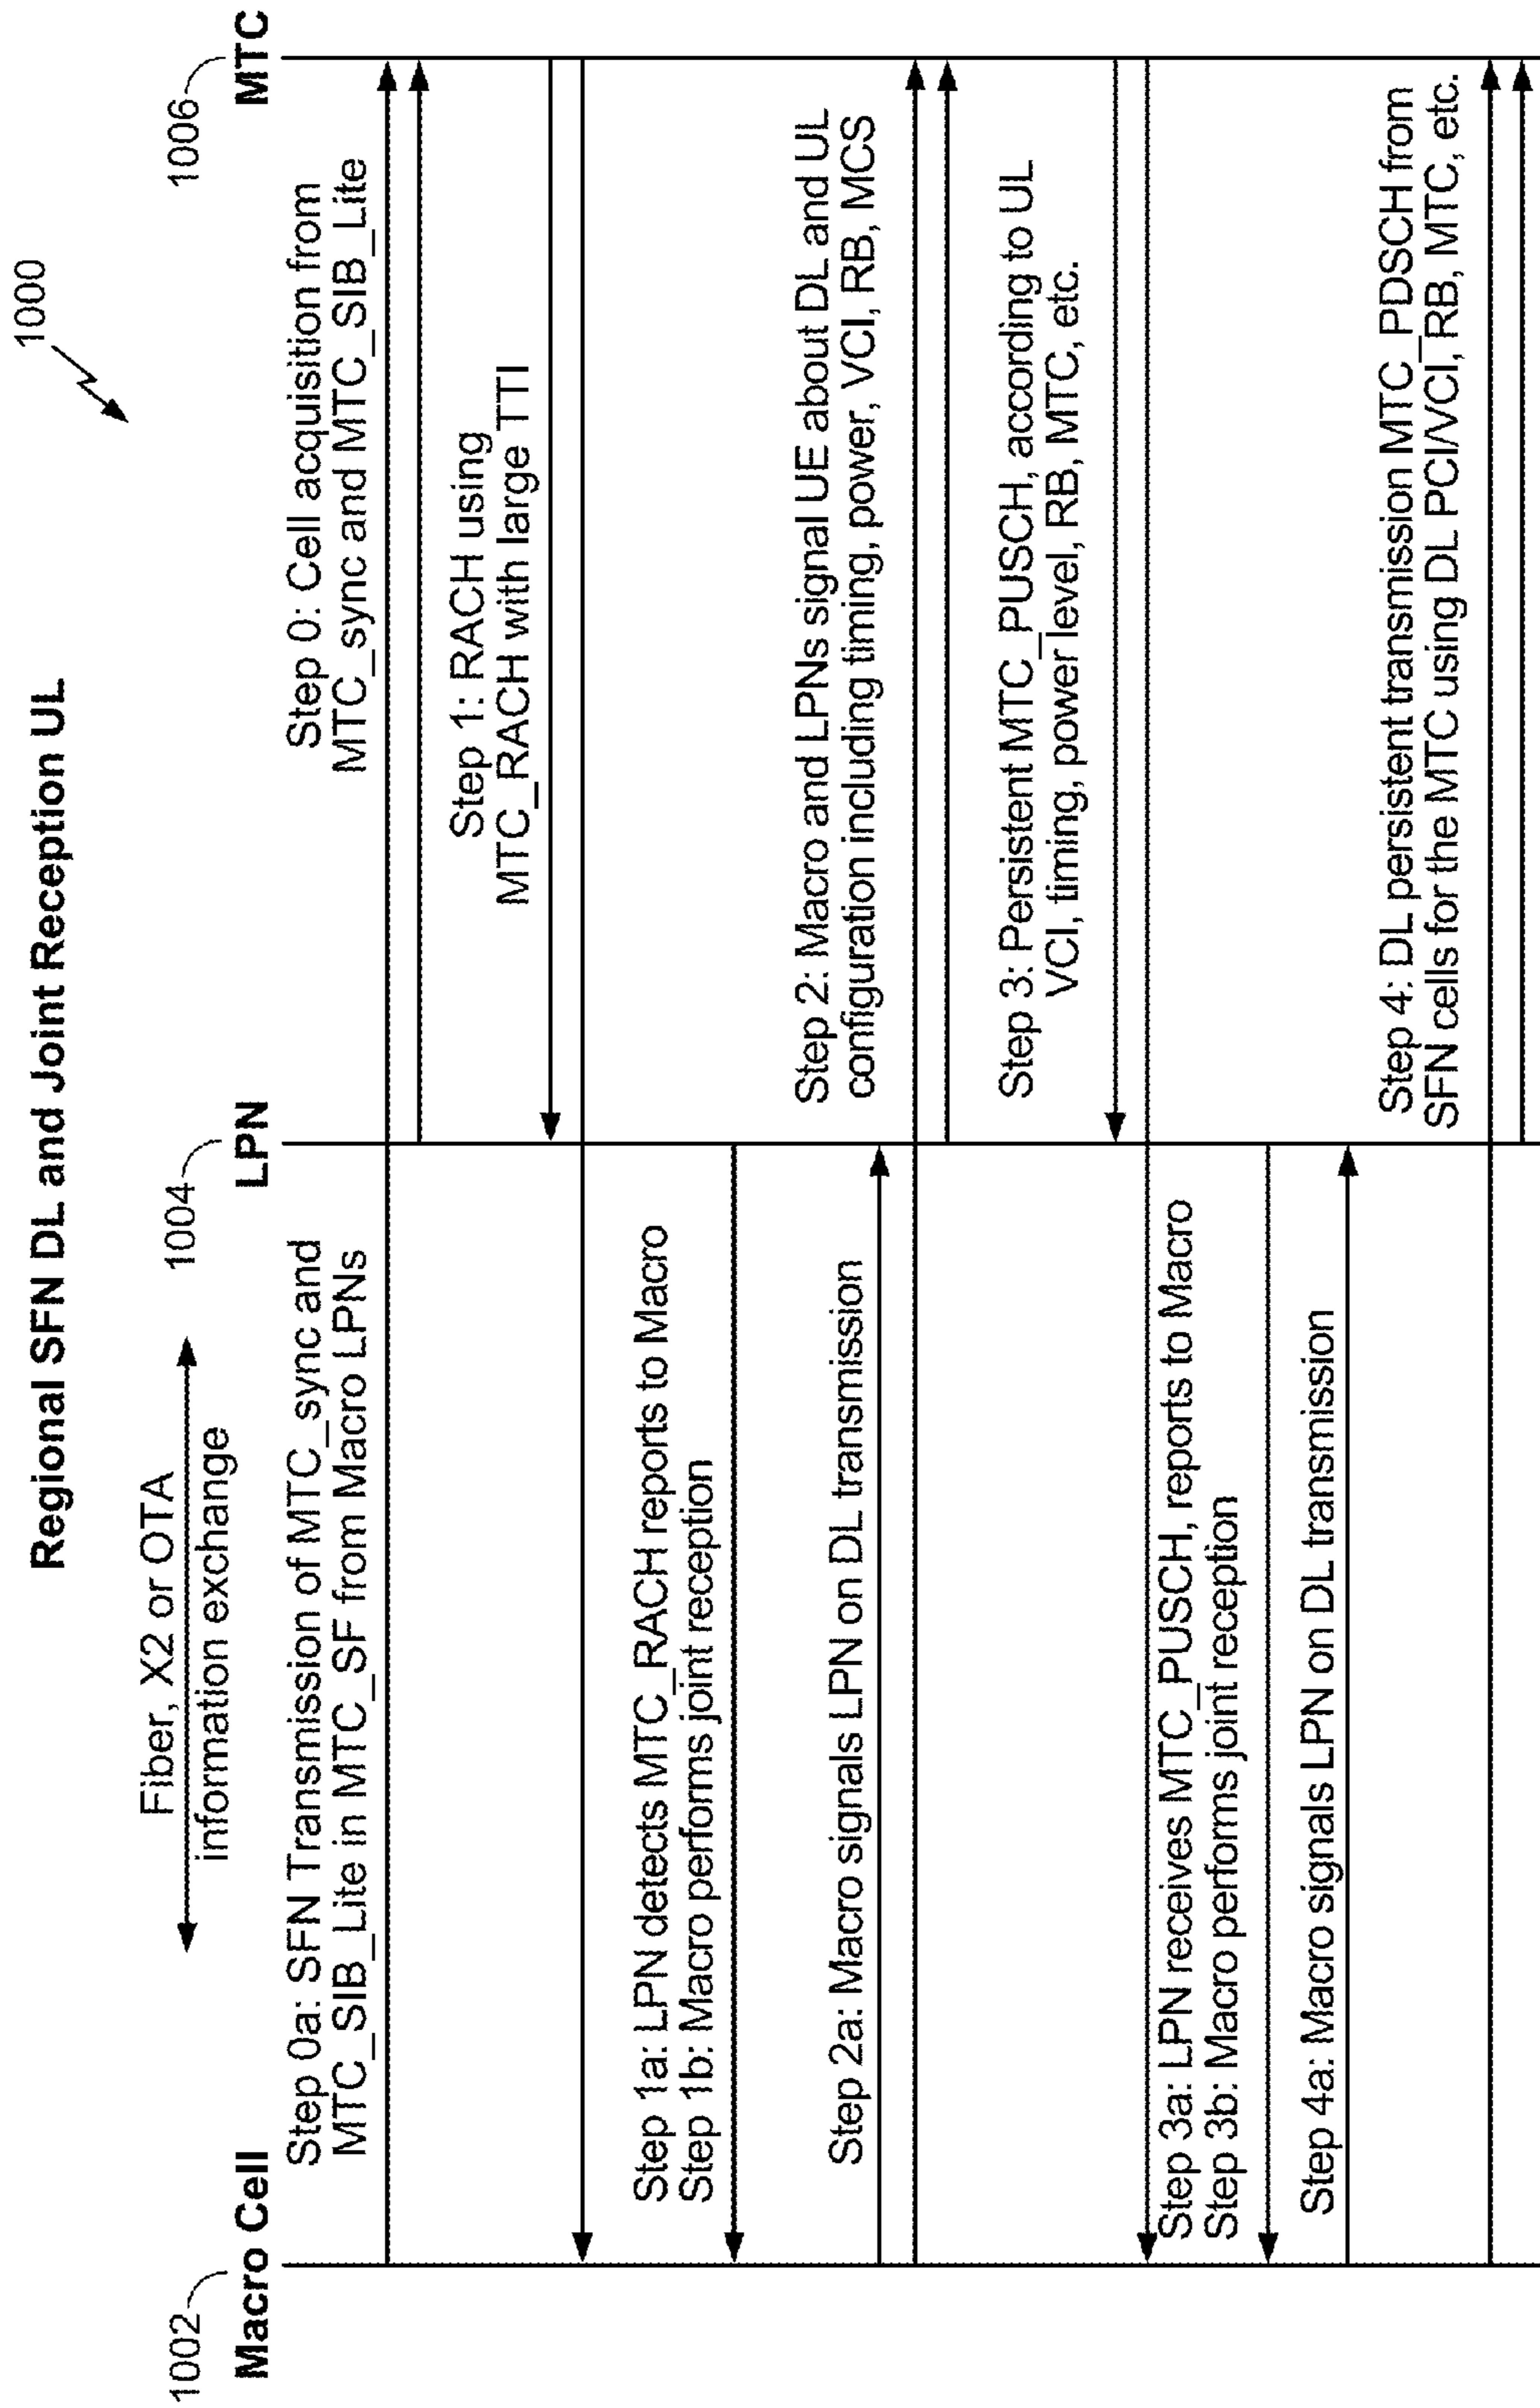 Regional SFN DL and Joint Reception UL
1000
Fiber, X2 or OTA
information exchange
1002
Macro Cell
1004
LPN
1006
MTC
Step 0a: SFN Transmission of MTC_sync and
MTC_SIB_Lite in MTC_SF from Macro LPNs
Step 0: Cell acquisition from
MTC_sync and MTC_SIB_Lite
Step 1: RACH using
MTC_RACH with large TTI
Step 1a: LPN detects MTC_RACH reports to Macro
Step 1b: Macro performs joint reception
Step 2a: Macro signals LPN on DL transmission
Step 2: Macro and LPNs signal UE about DL and UL
configuration including timing, power, VCI, RB, MCS
Step 3: Persistent MTC_PUSCH, according to UL
VCI, timing, power level, RB, MTC, etc.
Step 3a: LPN receives MTC_PUSCH, reports to Macro
Step 3b: Macro performs joint reception
Step 4a: Macro signals LPN on DL transmission
Step 4: DL persistent transmission MTC_PDSCH from
SFN cells for the MTC using DL PCI/VCI, RB, MTC, etc.